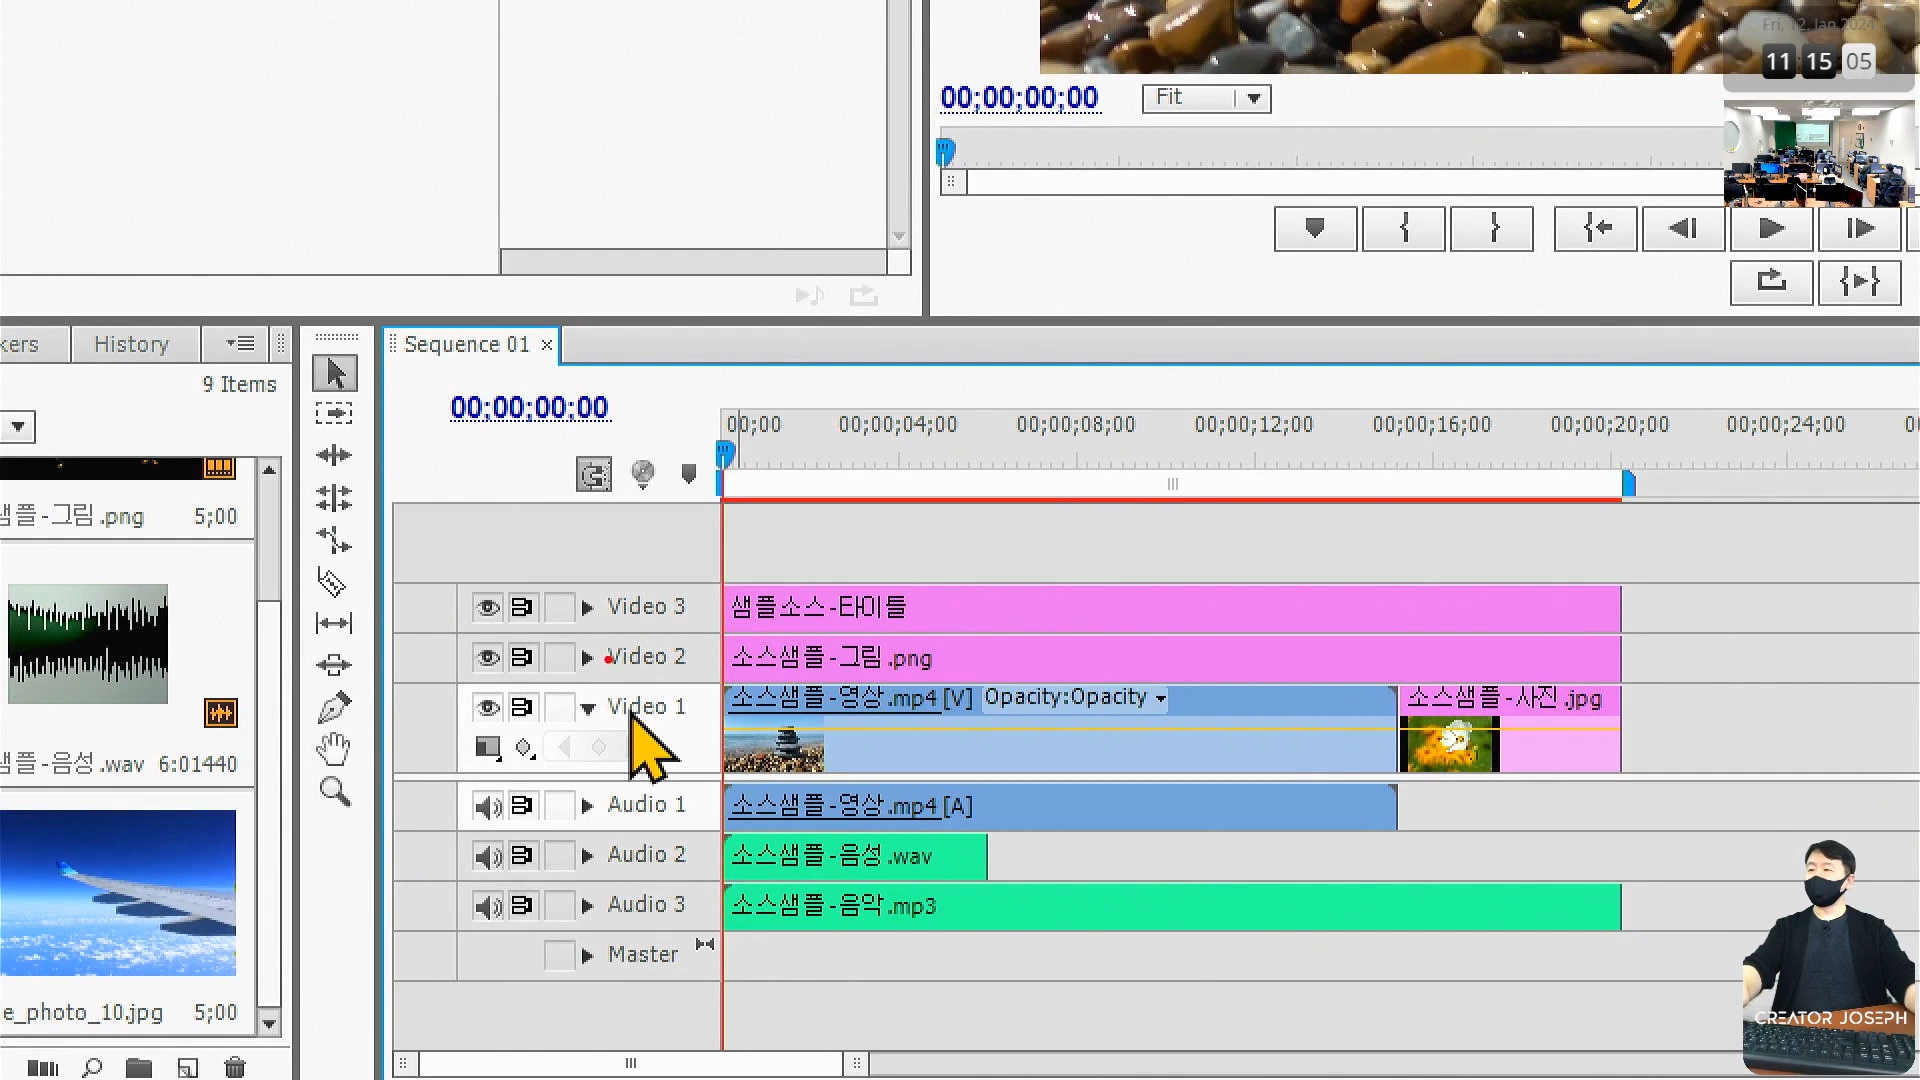 Fri, 12, Jan 2024
11 15 05
00;00;00;00
Fit
kers
History
Sequence 01 ×
9 Items
00;00;00;00
00;00
00;00;04;00
00;00;08;00
00;00;12;00
00;00;16;00
00;00;20;00
00;00;24;00
샘플-그림.png 5;00
Video 3
샘플소스-타이틀
Video 2
소스샘플-그림.png
Video 1
소스샘플-영상.mp4 [V] Opacity:Opacity
소스샘플-사진.jpg
샘플-음성.wav 6:01440
Audio 1
소스샘플-영상.mp4 [A]
Audio 2
소스샘플-음성.wav
Audio 3
소스샘플-음악.mp3
Master
e_photo_10.jpg 5;00
CREATOR JOSEPH